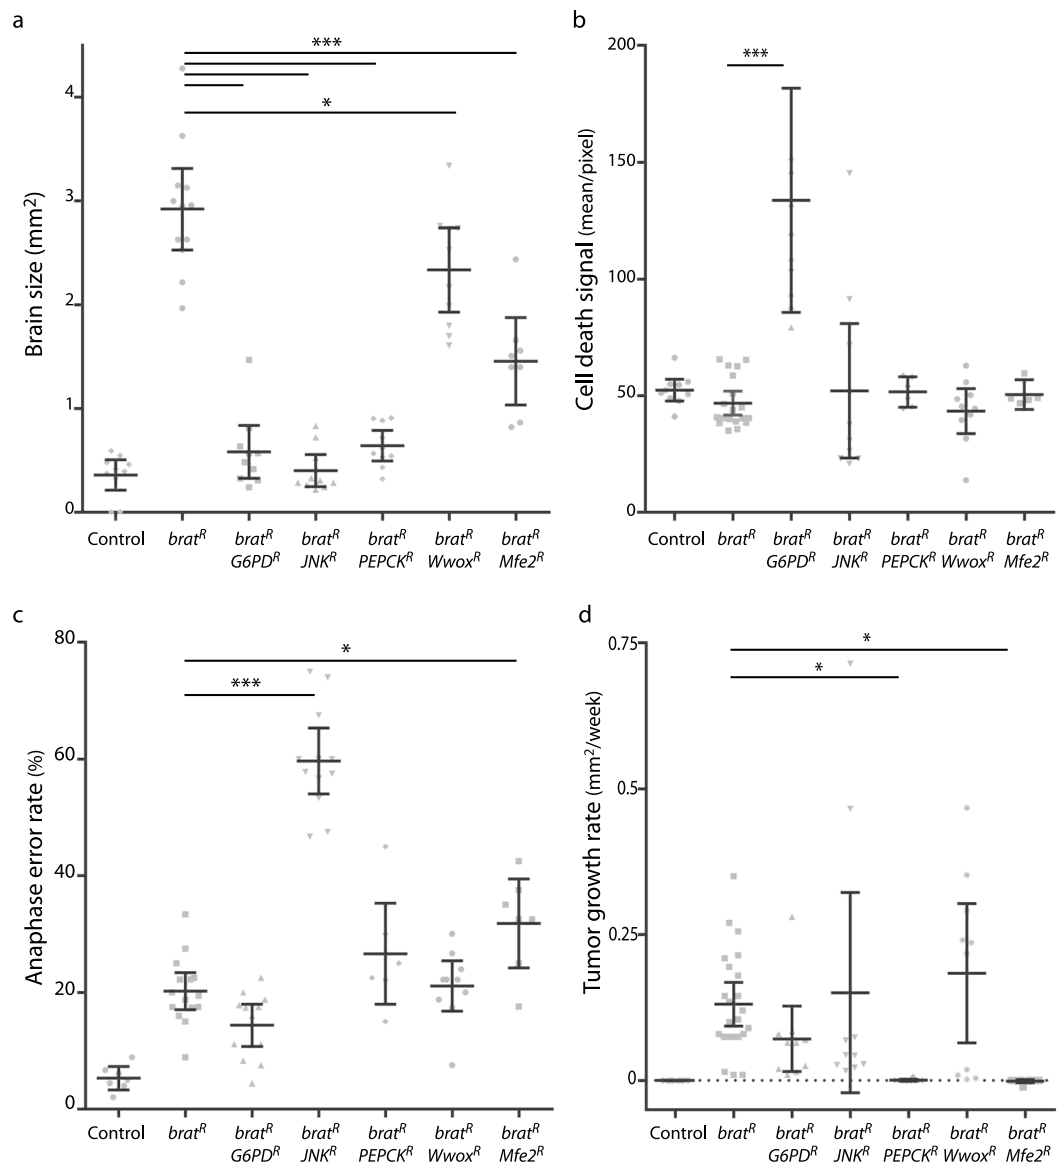 a
Brain size (mm²)
4
3
2
1
0
***
*
Control
bratᴿ
bratᴿ G6PDᴿ
bratᴿ JNKᴿ
bratᴿ PEPCKᴿ
bratᴿ Wwoxᴿ
bratᴿ Mfe2ᴿ
b
Cell death signal (mean/pixel)
200
150
100
50
0
***
Control
bratᴿ
bratᴿ G6PDᴿ
bratᴿ JNKᴿ
bratᴿ PEPCKᴿ
bratᴿ Wwoxᴿ
bratᴿ Mfe2ᴿ
c
Anaphase error rate (%)
80
60
40
20
0
*
***
Control
bratᴿ
bratᴿ G6PDᴿ
bratᴿ JNKᴿ
bratᴿ PEPCKᴿ
bratᴿ Wwoxᴿ
bratᴿ Mfe2ᴿ
d
Tumor growth rate (mm²/week)
0.75
0.5
0.25
0
*
*
Control
bratᴿ
bratᴿ G6PDᴿ
bratᴿ JNKᴿ
bratᴿ PEPCKᴿ
bratᴿ Wwoxᴿ
bratᴿ Mfe2ᴿ